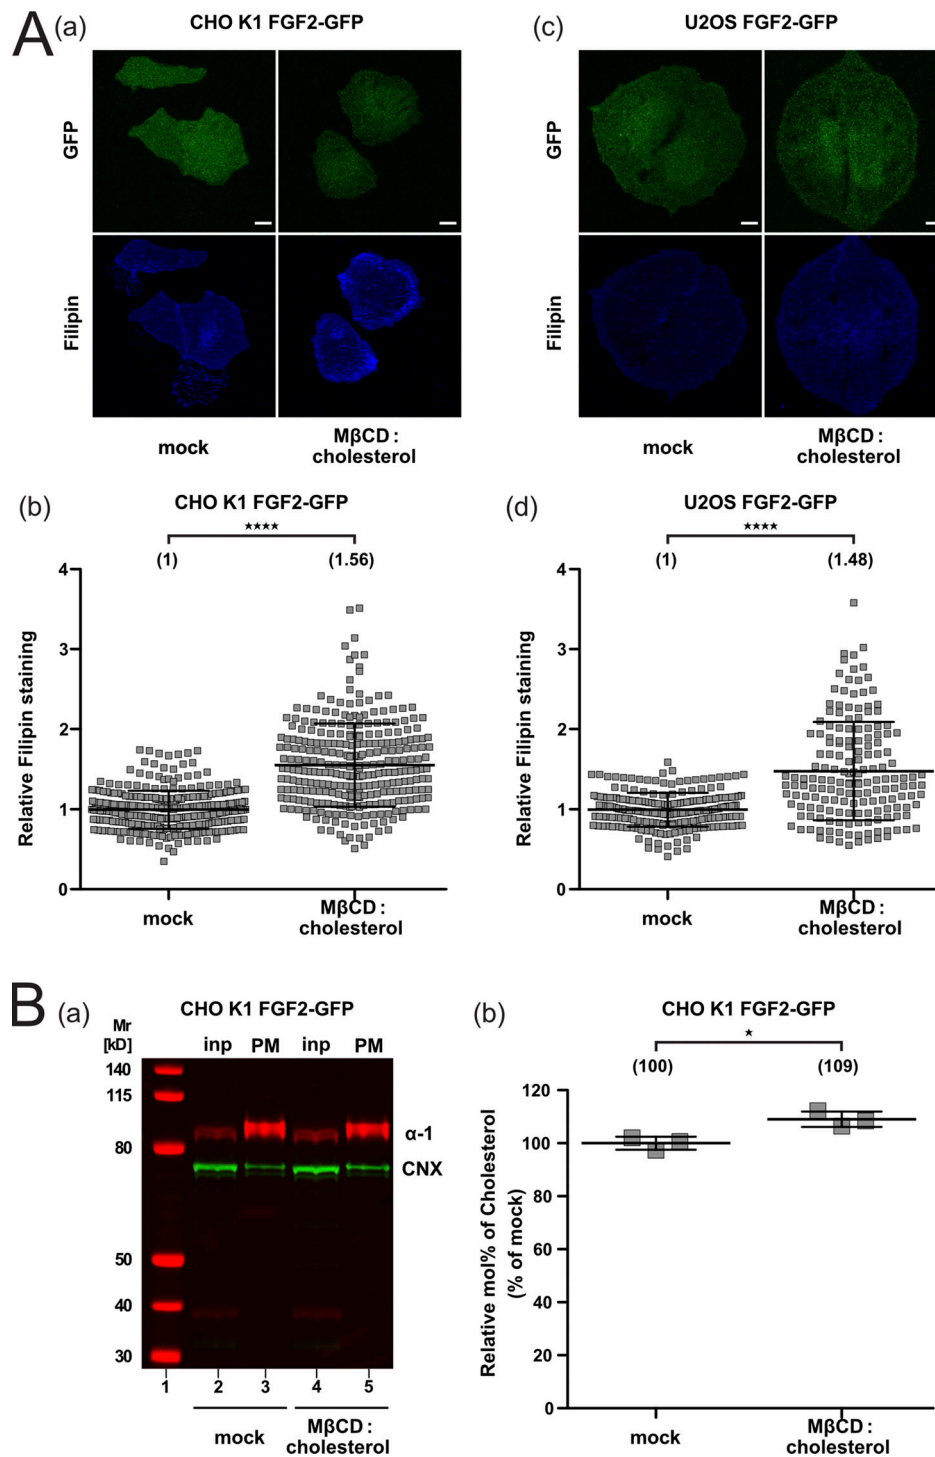 A
(a)
CHO K1 FGF2-GFP
GFP
Filipin
mock
MβCD :
cholesterol
(c)
U2OS FGF2-GFP
GFP
Filipin
mock
MβCD :
cholesterol
(b)
CHO K1 FGF2-GFP
★★★★
(1)
(1.56)
Relative Filipin staining
4
3
2
1
0
mock
MβCD :
cholesterol
(d)
U2OS FGF2-GFP
★★★★
(1)
(1.48)
Relative Filipin staining
4
3
2
1
0
mock
MβCD :
cholesterol
B
(a)
CHO K1 FGF2-GFP
Mr
[kD]
inp PM inp PM
140
115
80
50
40
30
α-1
CNX
1 2 3 4 5
mock
MβCD :
cholesterol
(b)
CHO K1 FGF2-GFP
★
(100)
(109)
Relative mol% of Cholesterol
(% of mock)
120
100
80
60
40
20
0
mock
MβCD :
cholesterol